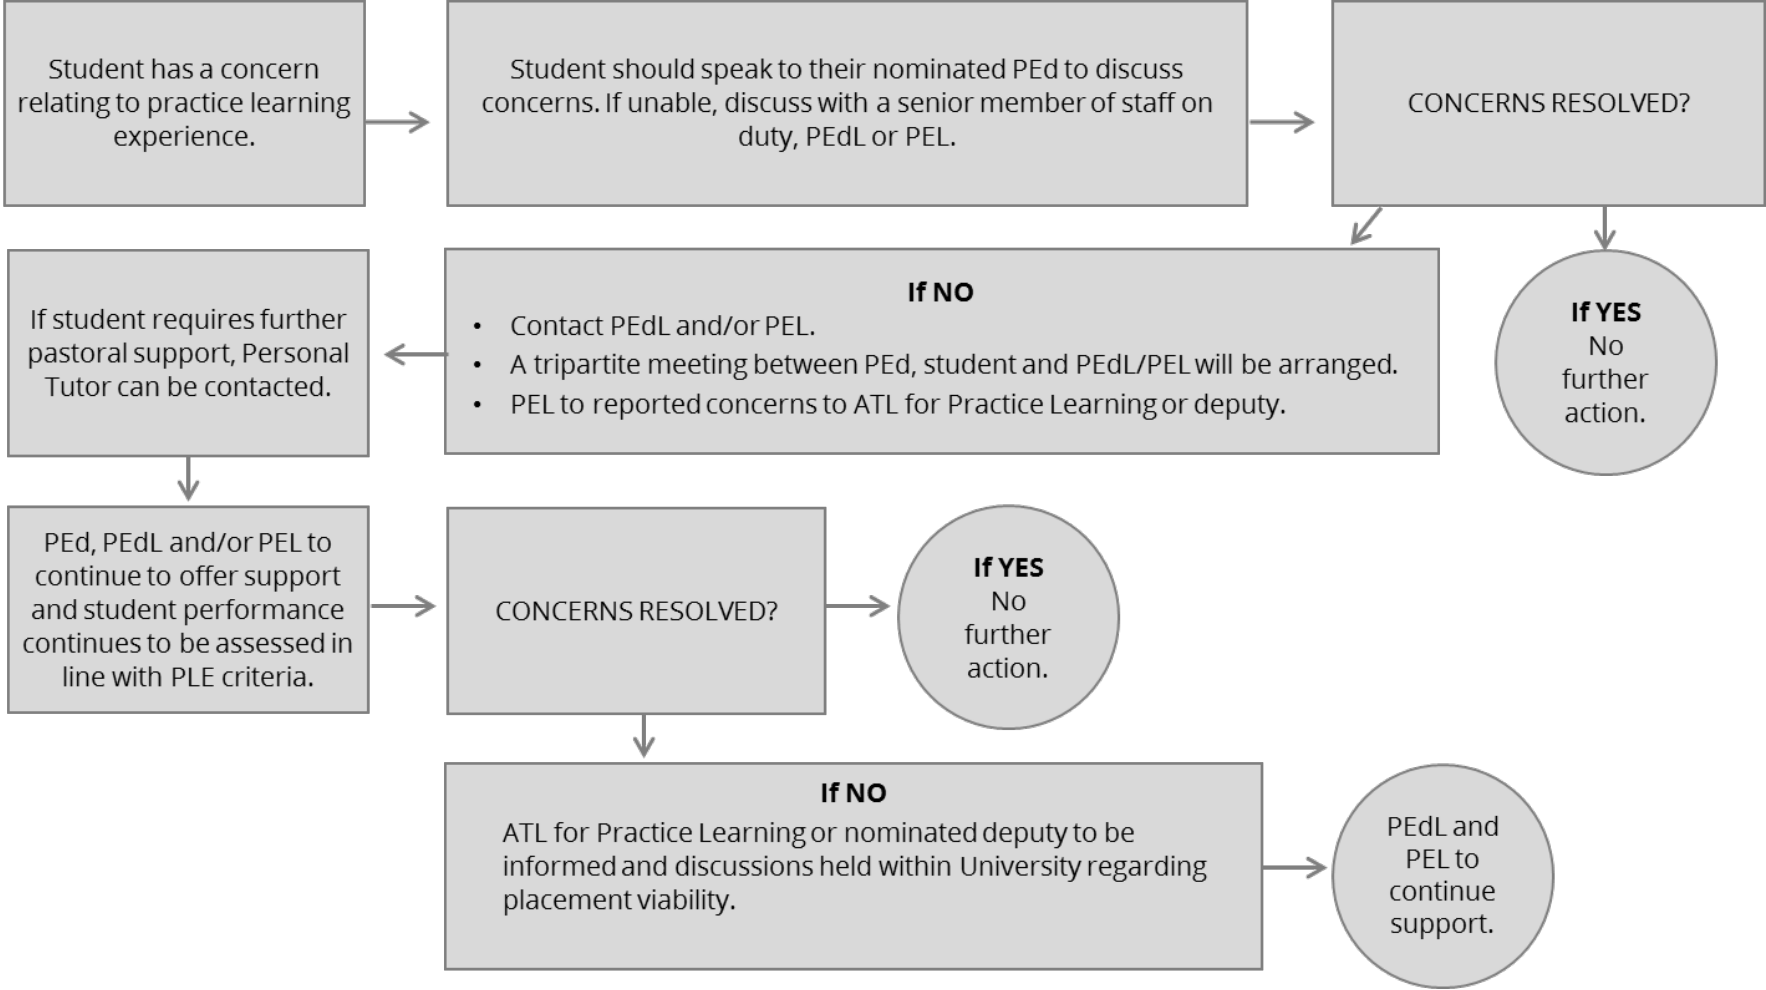 Student has a concern
relating to practice learning
experience.
Student should speak to their nominated PEd to discuss
concerns. If unable, discuss with a senior member of staff on
duty, PEdL or PEL.
CONCERNS RESOLVED?
If YES
No
further
action.
If NO
• Contact PEdL and/or PEL.
• A tripartite meeting between PEd, student and PEdL/PEL will be arranged.
• PEL to reported concerns to ATL for Practice Learning or deputy.
If student requires further
pastoral support, Personal
Tutor can be contacted.
PEd, PEdL and/or PEL to
continue to offer support
and student performance
continues to be assessed in
line with PLE criteria.
CONCERNS RESOLVED?
If YES
No
further
action.
If NO
ATL for Practice Learning or nominated deputy to be
informed and discussions held within University regarding
placement viability.
PEdL and
PEL to
continue
support.